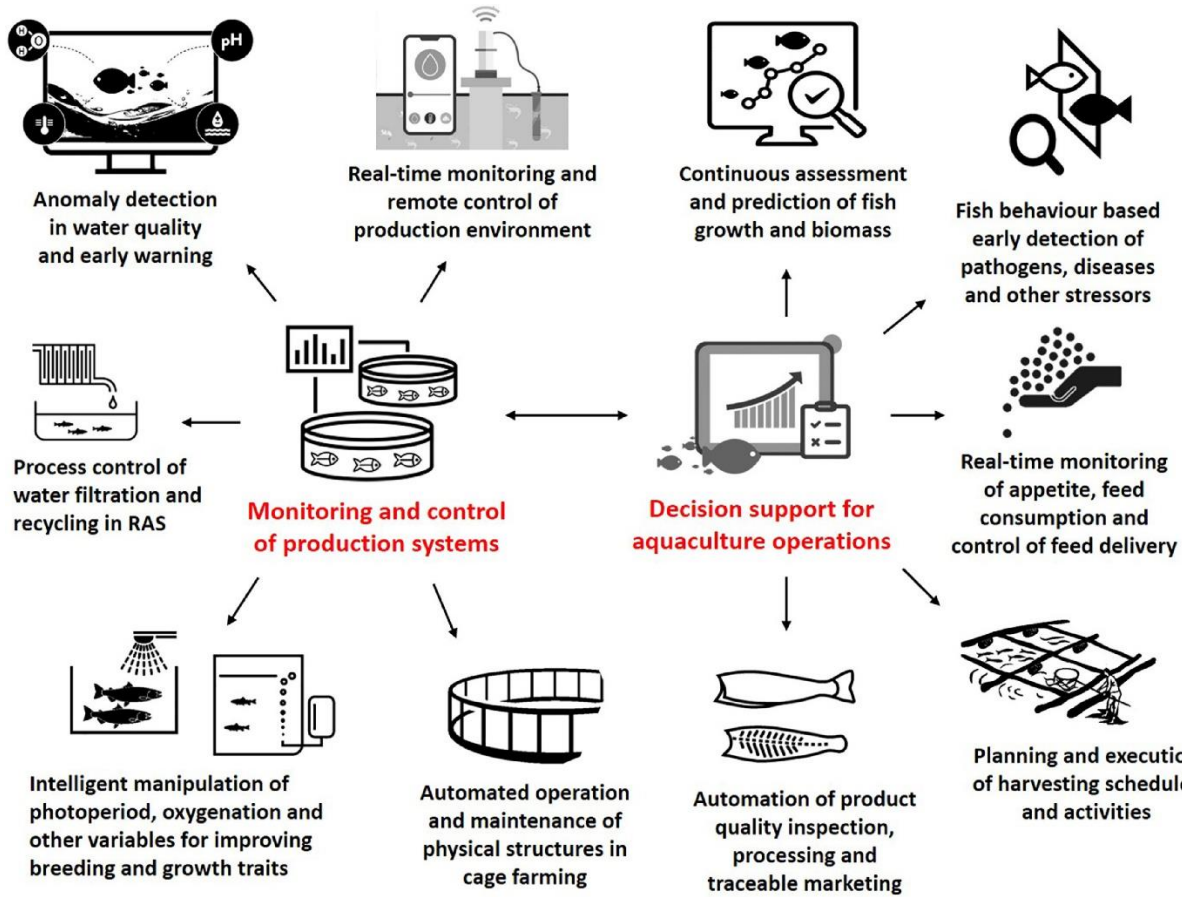 H
H O
pH
Anomaly detection
in water quality
and early warning
Real-time monitoring and
remote control of
production environment
Continuous assessment
and prediction of fish
growth and biomass
Fish behaviour based
early detection of
pathogens, diseases
and other stressors
Process control of
water filtration and
recycling in RAS
Monitoring and control
of production systems
Decision support for
aquaculture operations
Real-time monitoring
of appetite, feed
consumption and
control of feed delivery
Intelligent manipulation of
photoperiod, oxygenation and
other variables for improving
breeding and growth traits
Automated operation
and maintenance of
physical structures in
cage farming
Automation of product
quality inspection,
processing and
traceable marketing
Planning and executio
of harvesting schedule
and activities